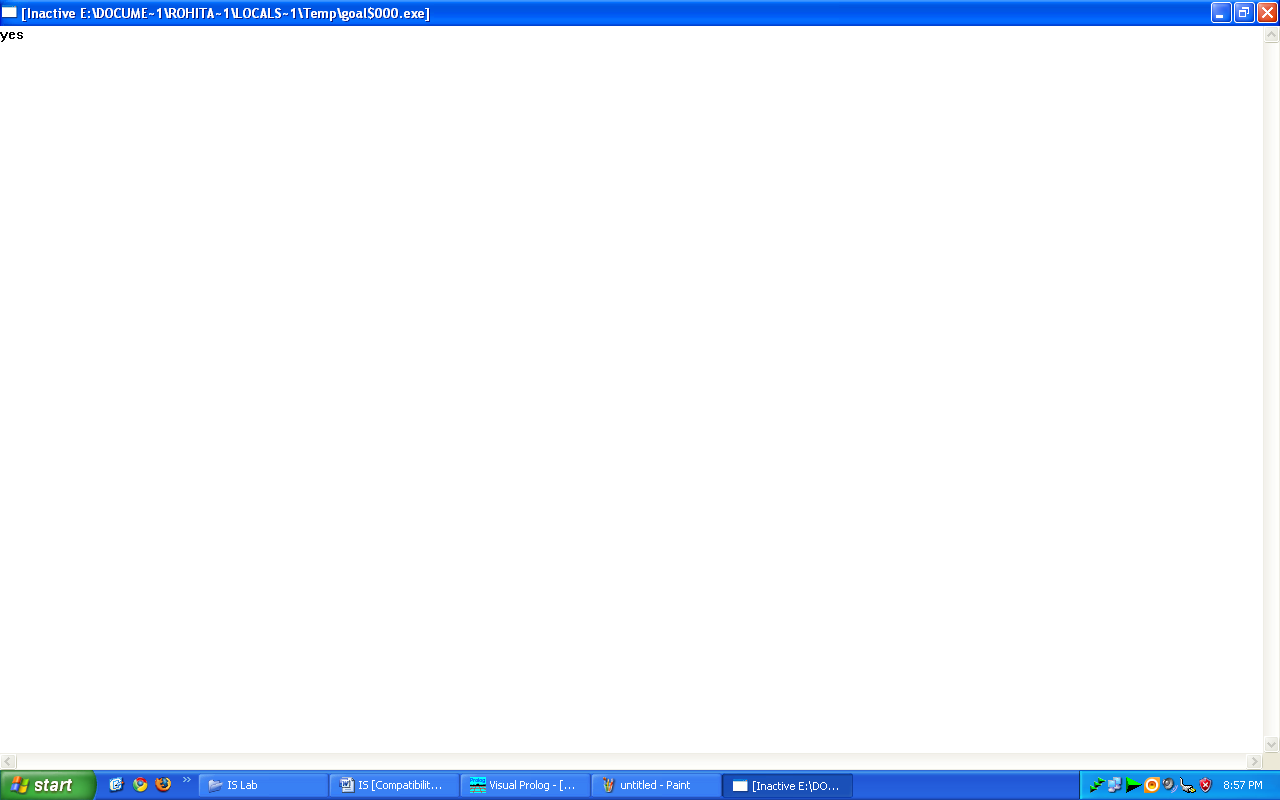 [Inactive E:\DOCUME~1\ROHITA~1\LOCALS~1\Temp\goal$000.exe]
yes
start
»
IS Lab
IS [Compatibilit...
Visual Prolog - [...
untitled - Paint
[Inactive E:\DO...
8:57 PM